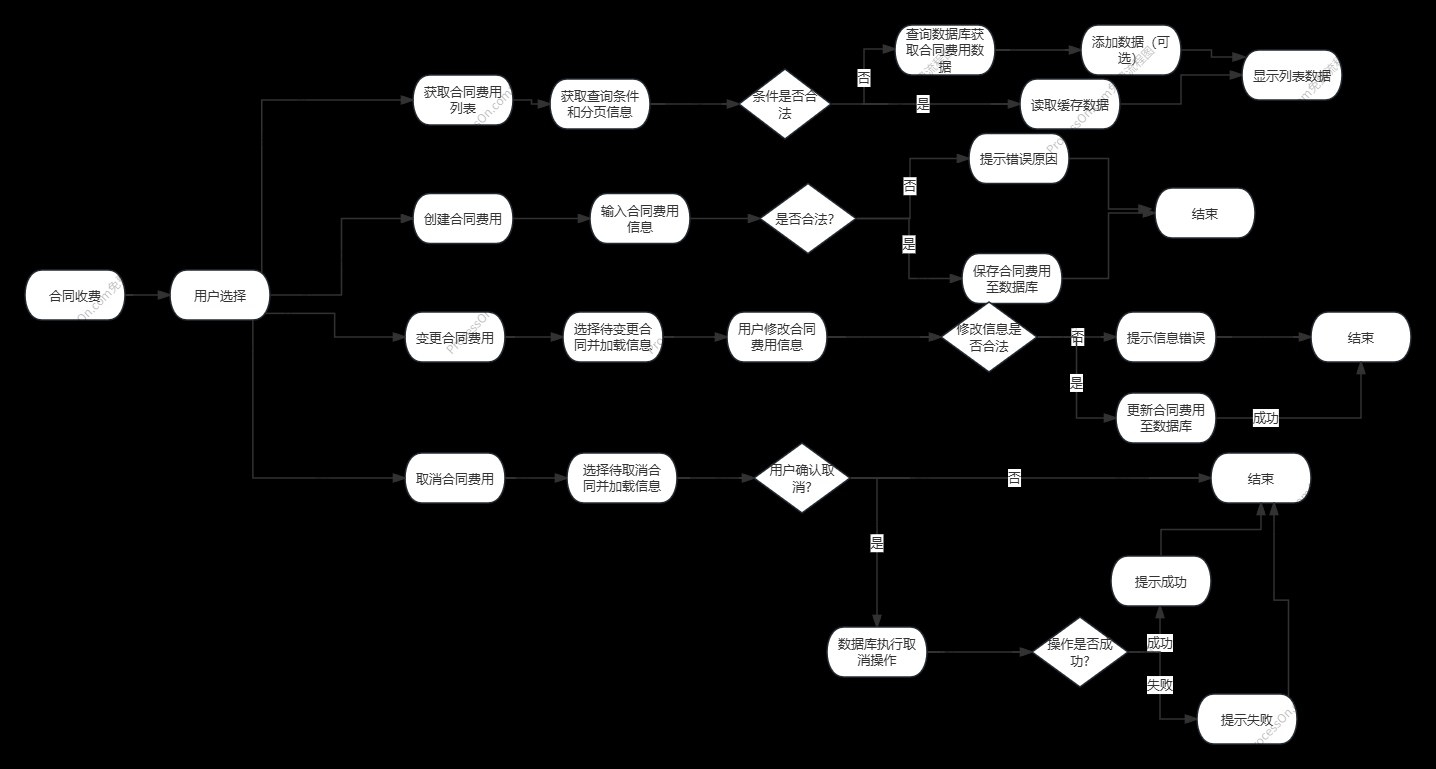 查询数据库获
取合同费用数
据
添加数据（可
选）
显示列表数据
获取合同费用
列表
获取查询条件
和分页信息
条件是否合
法
否
是
读取缓存数据
创建合同费用
输入合同费用
信息
是否合法?
否
提示错误原因
是
保存合同费用
至数据库
结束
合同收费
用户选择
变更合同费用
选择待变更合
同并加载信息
用户修改合同
费用信息
修改信息是
否合法
否
提示信息错误
结束
是
更新合同费用
至数据库
成功
取消合同费用
选择待取消合
同并加载信息
用户确认取
消?
否
结束
是
数据库执行取
消操作
操作是否成
功?
成功
提示成功
失败
提示失败